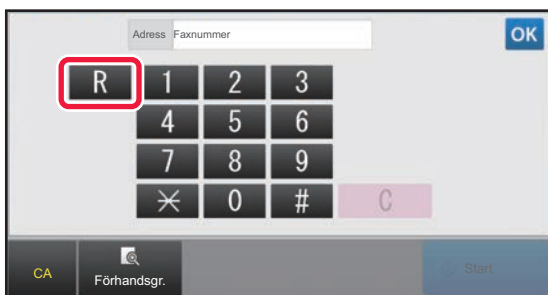 Adress Faxnummer OK
R 1 2 3
4 5 6
7 8 9
* 0 # C
CA Förhandsgr. Start